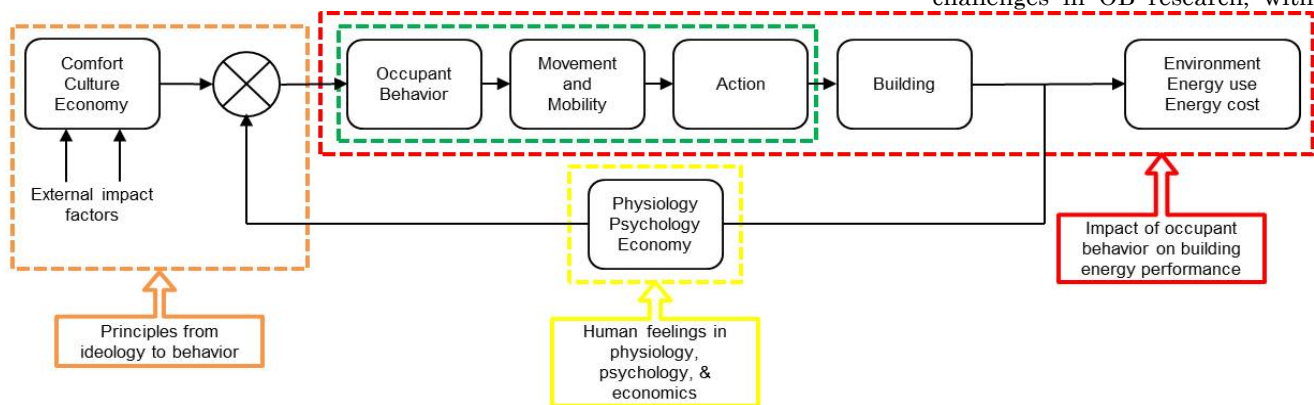 challenges in OB research, with
Comfort
Culture
Economy
Occupant
Behavior
Movement
and
Mobility
Action
Building
Environment
Energy use
Energy cost
External impact
factors
Physiology
Psychology
Economy
Impact of occupant
behavior on building
energy performance
Principles from
ideology to behavior
Human feelings in
physiology,
psychology, &
economics